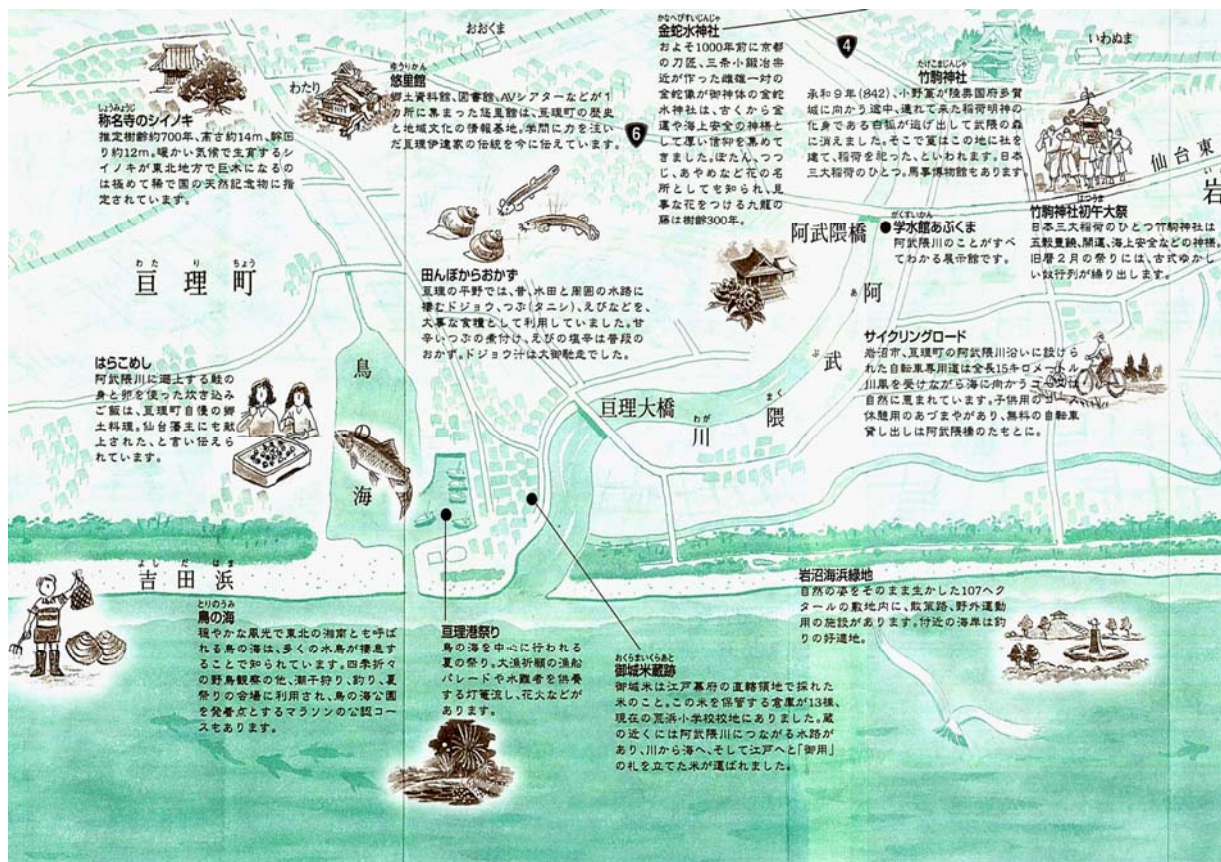 おおくま
かなへびすいじんじゃ
金蛇水神社
およそ1000年前に京都
の刀匠、三条小鍛冶宗
近が作った雌雄一対の
金蛇像が御神体の金蛇
水神社は、古くから金
運や海上安全の神様と
して厚い信仰を集めて
きました。ぼたん、つつ
じ、あやめなど花の名
所としても知られ、見
事な花をつける九龍の
藤は樹齢300年。
4
いわぬま
たけこまじんじゃ
竹駒神社
承和9年(842)、小野篁が陸奥国府多賀
城に向かう途中、連れて来た稲荷明神の
化身である白狐が逃げ出して武隈の森
に消えました。そこで篁はこの地に社を
建て、稲荷を祀った、といわれます。日本
三大稲荷のひとつ。馬事博物館もあります。
仙台東
岩
しょうみょうじ
称名寺のシイノキ
推定樹齢約700年、高さ約14m、幹回
り約12m。暖かい気候で生育するシ
イノキが東北地方で巨木になるの
は極めて稀で国の天然記念物に指
定されています。
わたり
ゆうりかん
悠里館
郷土資料館、図書館、AVシアターなどが1
カ所に集まった悠里館は、亘理町の歴史
と地域文化の情報基地。学問に力を注い
だ亘理伊達家の伝統を今に伝えています。
6
はつうま
竹駒神社初午大祭
日本三大稲荷のひとつ竹駒神社は
五穀豊饒、開運、海上安全などの神様。
旧暦2月の祭りには、古式ゆかし
い奴行列が繰り出します。
阿武隈橋
がくすいかん
学水館あぶくま
阿武隈川のことがすべ
てわかる展示館です。
わたりちょう
亘理町
田んぼからおかず
亘理の平野では、昔、水田と周囲の水路に
棲むドジョウ、つぶ(タニシ)、えびなどを、
大事な食糧として利用していました。甘
辛いつぶの煮付け、えびの塩辛は普段の
おかず。ドジョウ汁は大御馳走でした。
あぶくまがわ
阿武隈川
サイクリングロード
岩沼市、亘理町の阿武隈川沿いに設けら
れた自転車専用道は全長15キロメートル
川風を受けながら海に向かう
自然に恵まれています。子供用の
休憩用のあづまやがあり、無料の自転車
貸し出しは阿武隈橋のたもとに。
はらこめし
阿武隈川に遡上する鮭の
身と卵を使った炊き込み
ご飯は、亘理町自慢の郷
土料理。仙台藩主にも献
上された、と言い伝えら
れています。
鳥
海
亘理大橋
よしだはま
吉田浜
とりのうみ
鳥の海
穏やかな風光で東北の湘南とも呼ば
れる鳥の海は、多くの水鳥が棲息す
ることで知られています。四季折々
の野鳥観察の他、潮干狩り、釣り、夏
祭りの会場に利用され、鳥の海公園
を発着点とするマラソンの公認コー
スもあります。
亘理港祭り
鳥の海を中心に行われる
夏の祭り。大漁祈願の漁船
パレードや水難者を供養
する灯篭流し、花火などが
あります。
おくらまいくらあと
御城米蔵跡
御城米は江戸幕府の直轄領地で採れた
米のこと。この米を保管する倉庫が13棟、
現在の荒浜小学校校地にありました。蔵
の近くには阿武隈川につながる水路が
あり、川から海へ、そして江戸へと「御用」
の札を立てた米が運ばれました。
岩沼海浜緑地
自然の姿をそのまま生かした107ヘク
タールの敷地内に、散策路、野外運動
用の施設があります。付近の海岸は釣
りの好適地。